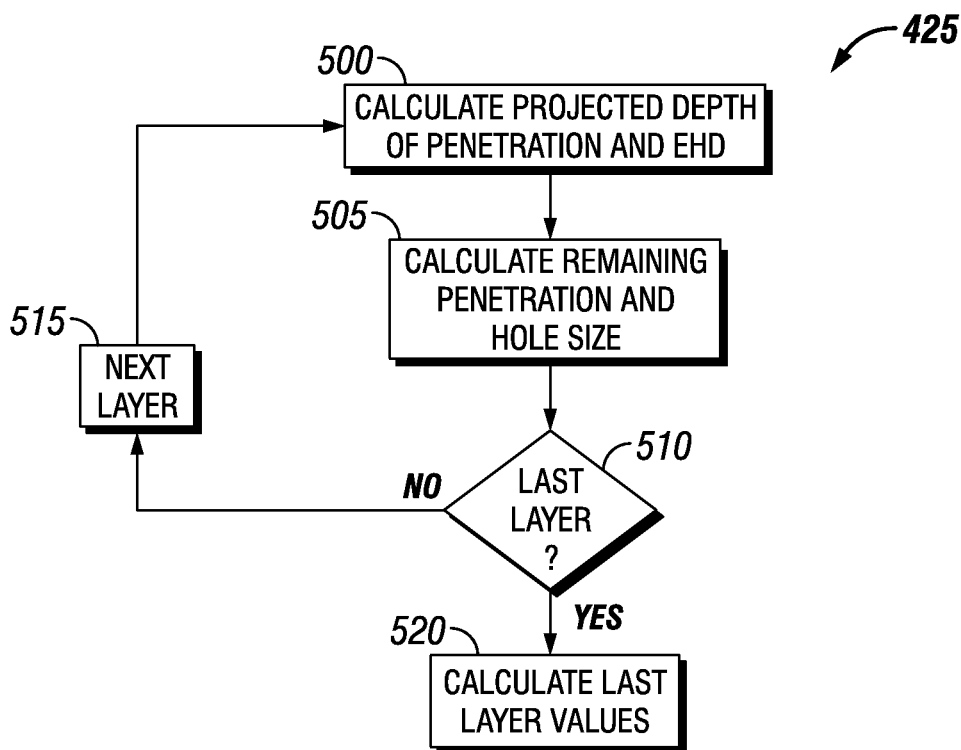 425
500
CALCULATE PROJECTED DEPTH
OF PENETRATION AND EHD
505
CALCULATE REMAINING
PENETRATION AND
HOLE SIZE
515
NEXT
LAYER
510
LAST
LAYER
?
NO
YES
520
CALCULATE LAST
LAYER VALUES